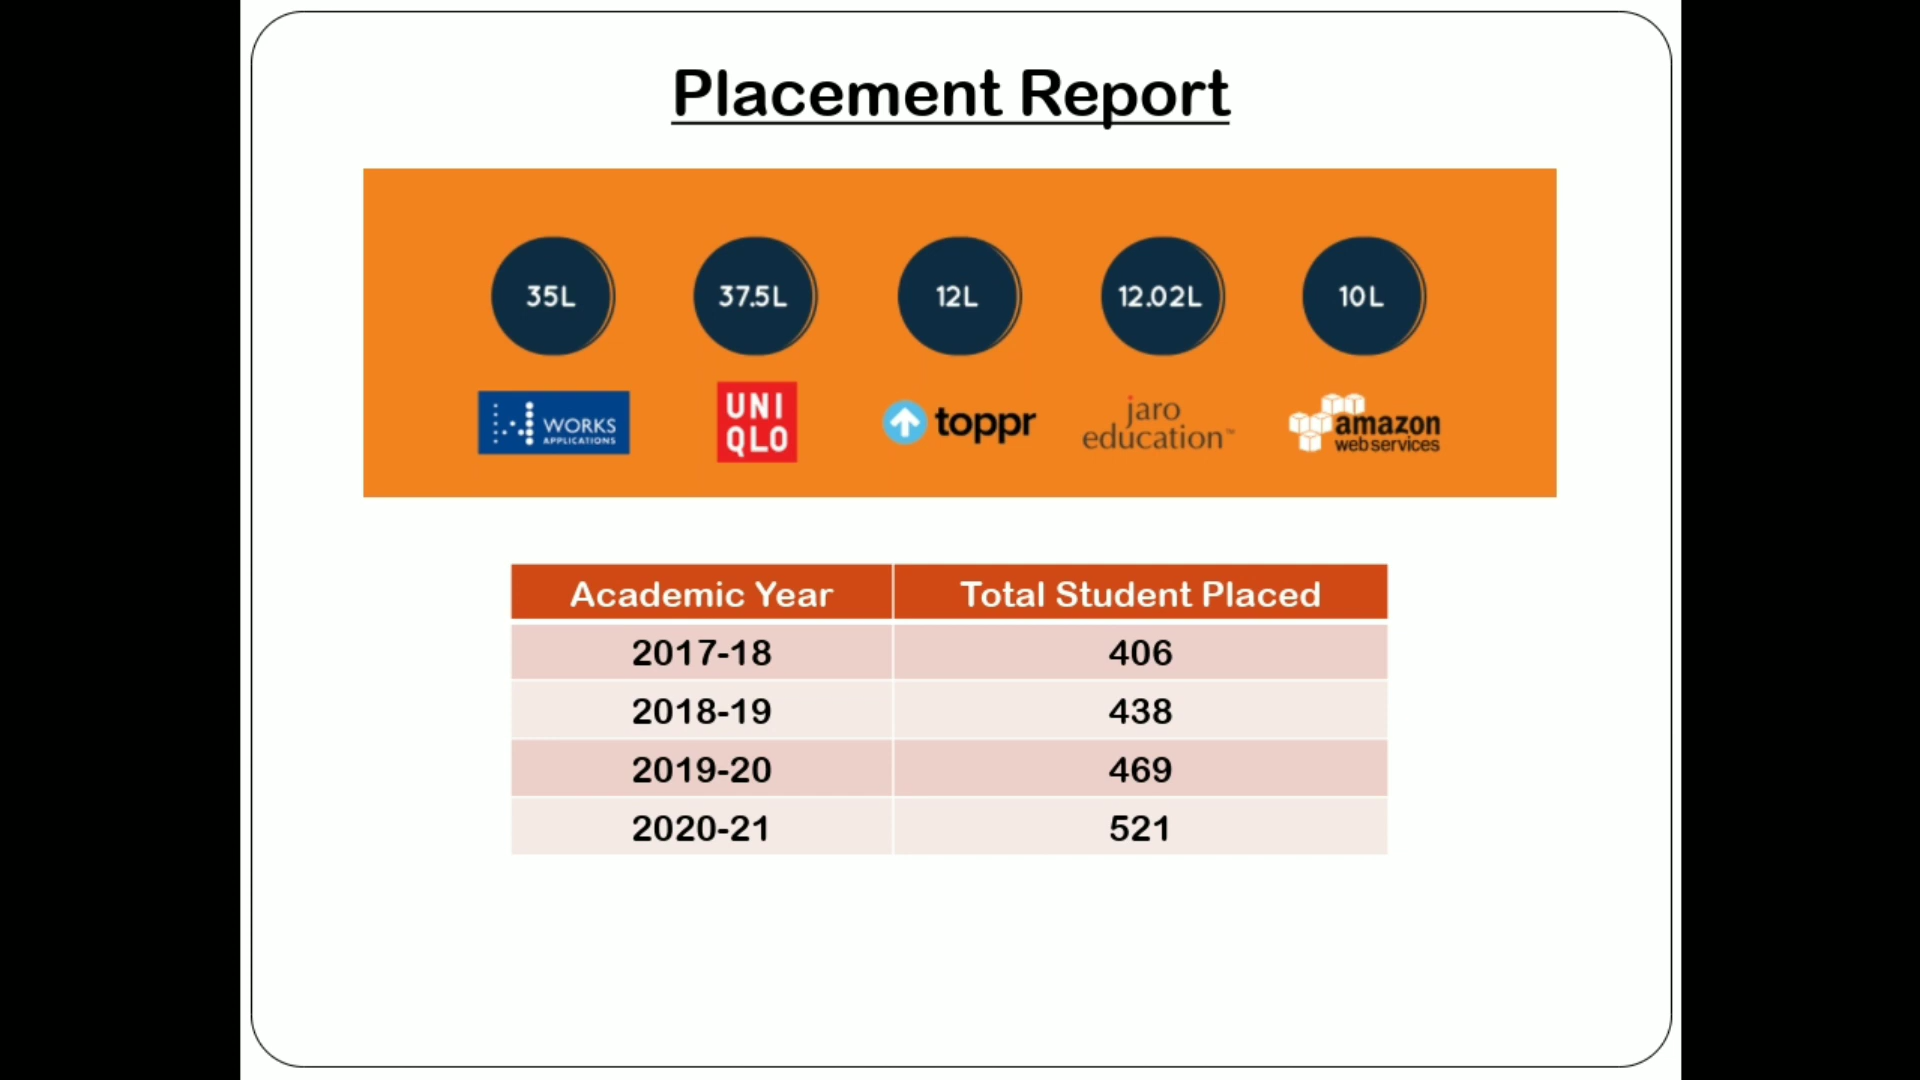 Placement Report
35L 37.5L 12L 12.02L 10L
WORKS
APPLICATIONS
UNI
QLO
toppr
jaro
education™
amazon
webservices
Academic Year Total Student Placed
2017-18 406
2018-19 438
2019-20 469
2020-21 521